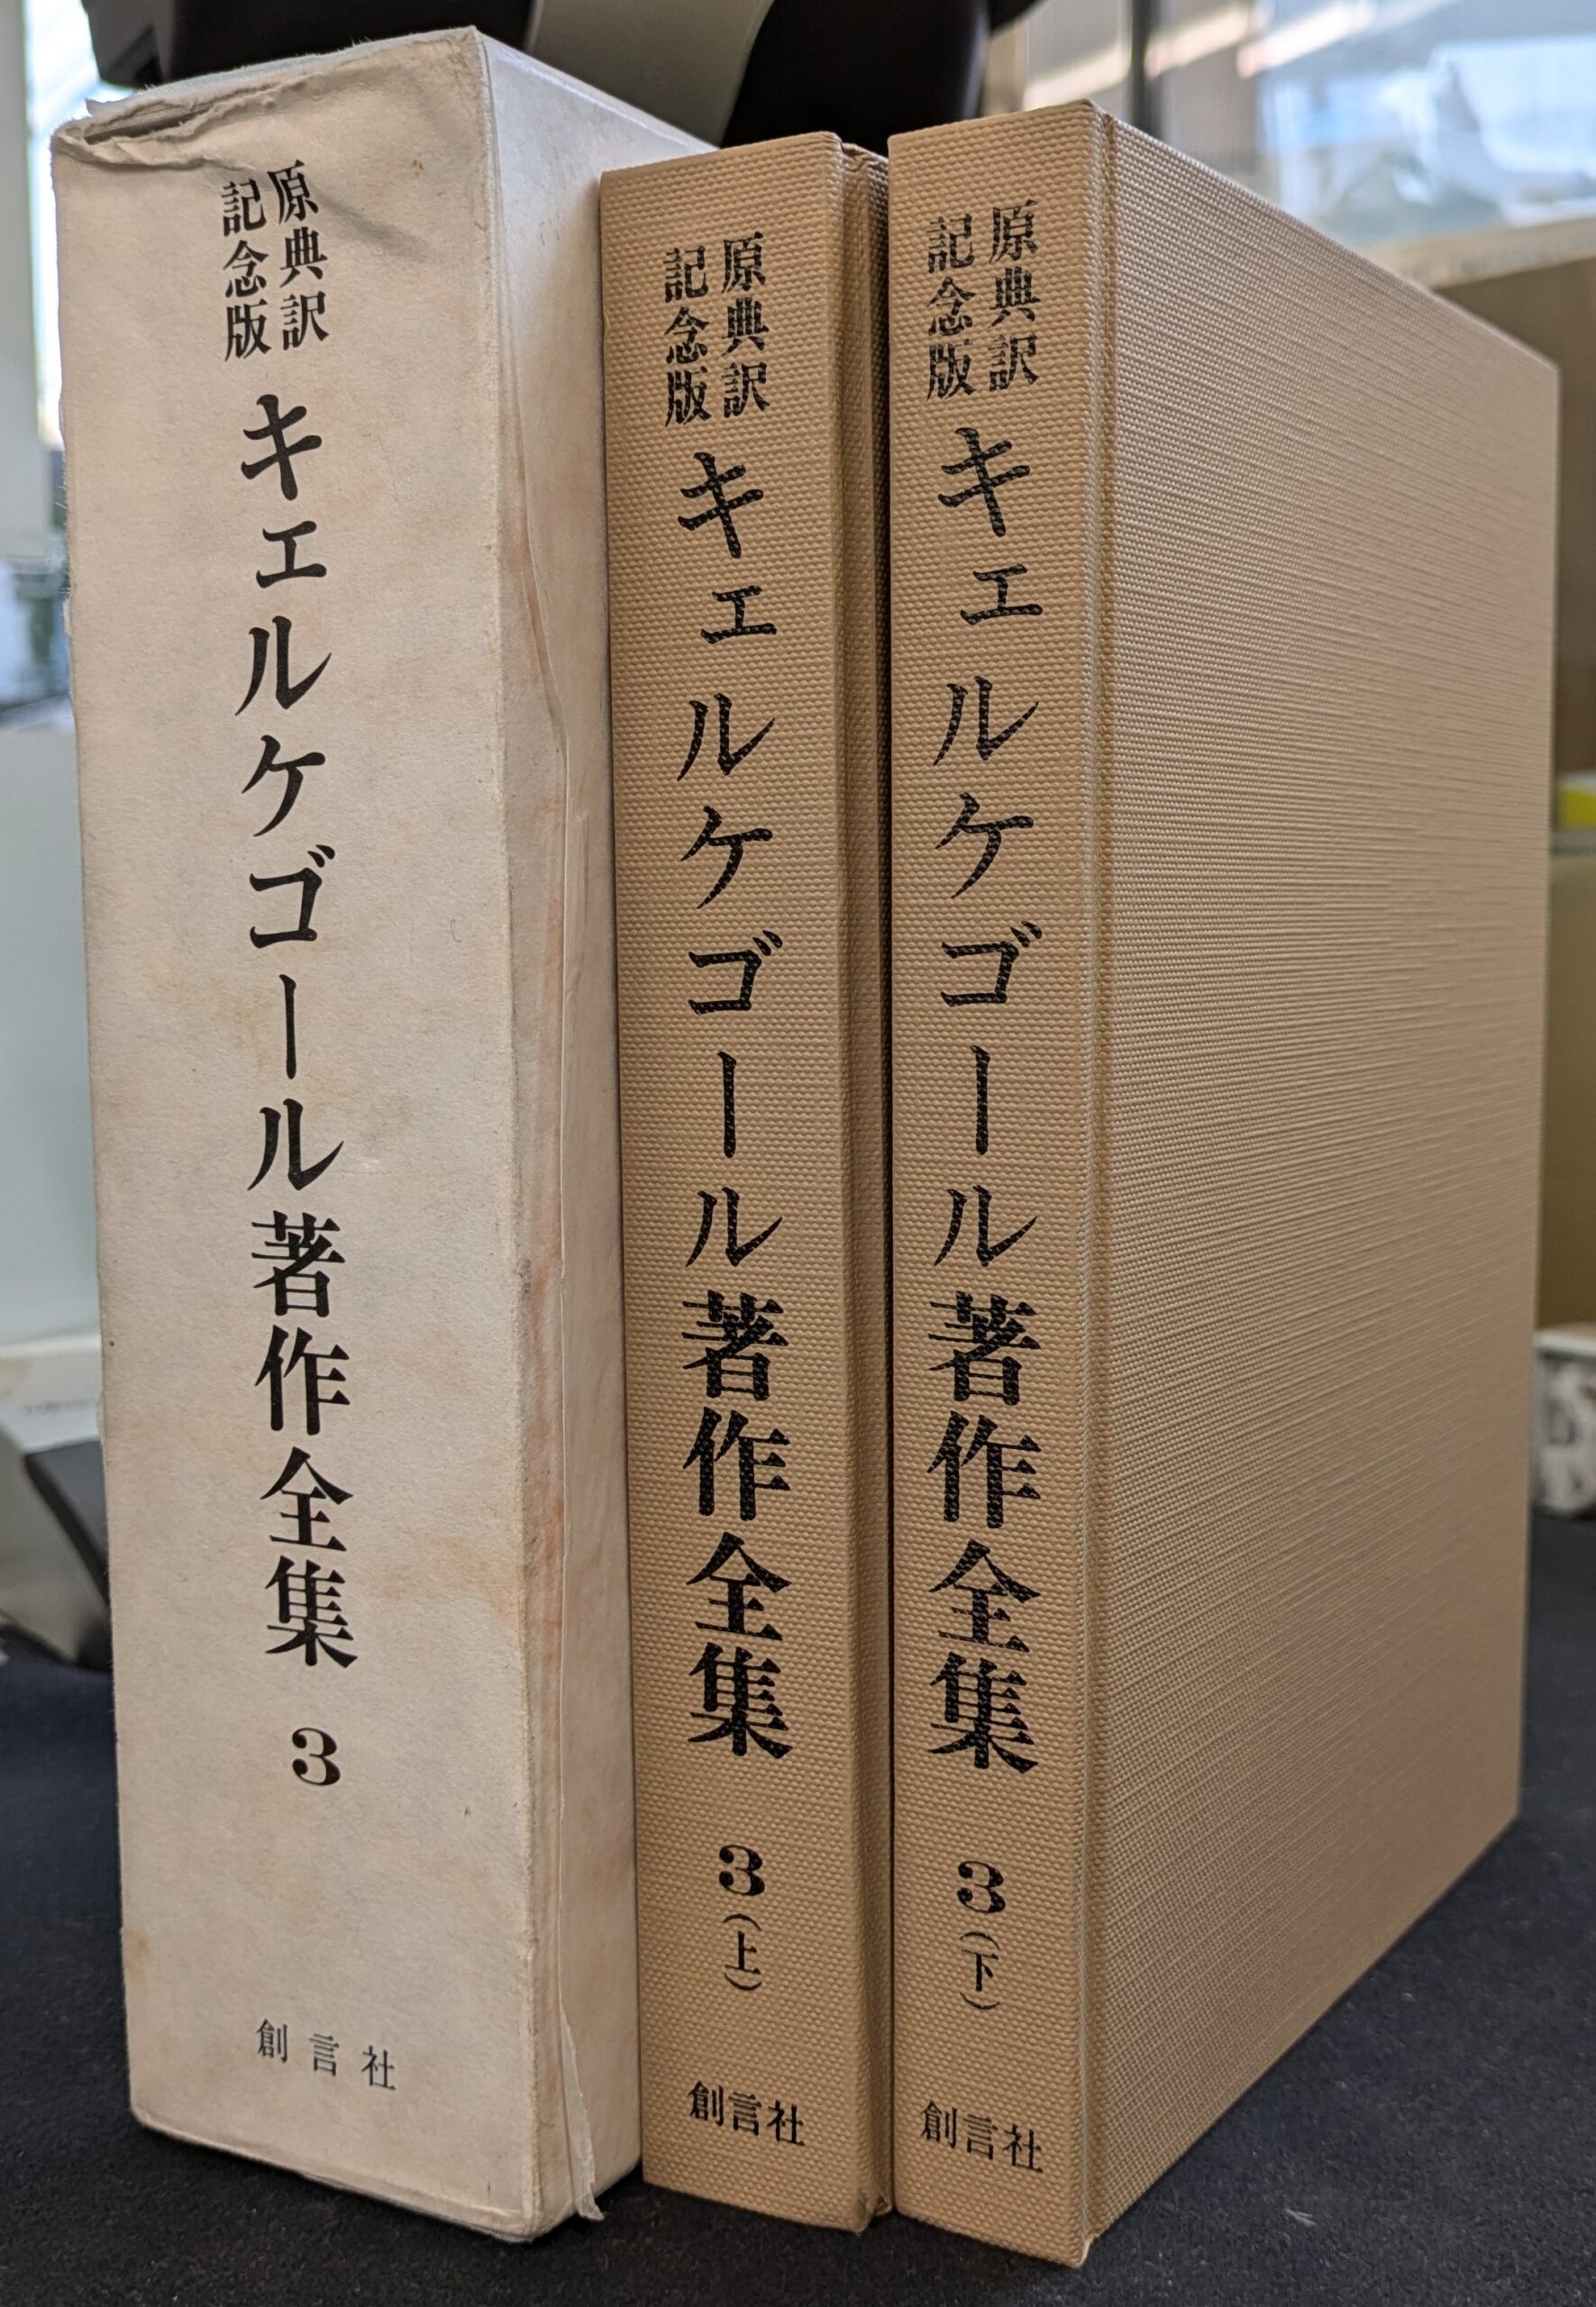 原典訳
記念版
キェルケゴール著作全集 3
創言社
原典訳
記念版
キェルケゴール著作全集 3(上)
創言社
原典訳
記念版
キェルケゴール著作全集 3(下)
創言社